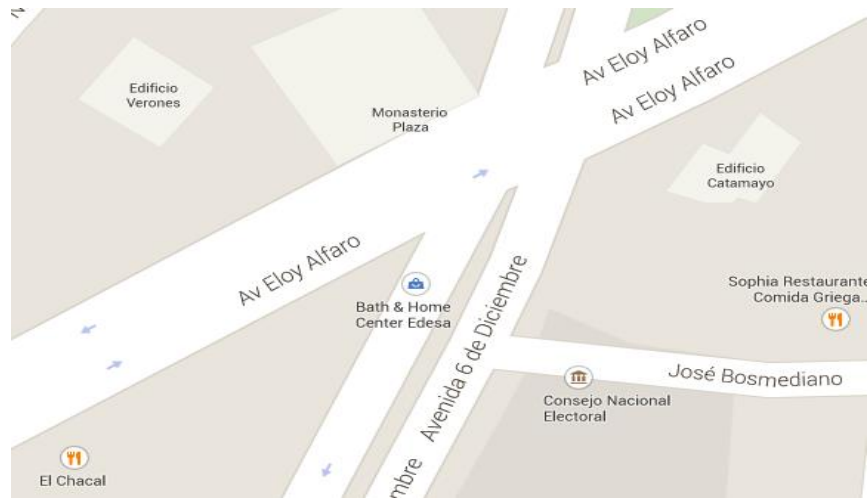 Av Eloy Alfaro
Av Eloy Alfaro
Edificio
Verones
Monasterio
Plaza
Edificio
Catamayo
Av Eloy Alfaro
Bath & Home
Center Edesa
Avenida 6 de Diciembre
Sophia Restaurante
Comida Griega...
José Bosmediano
Consejo Nacional
Electoral
El Chacal
mbre